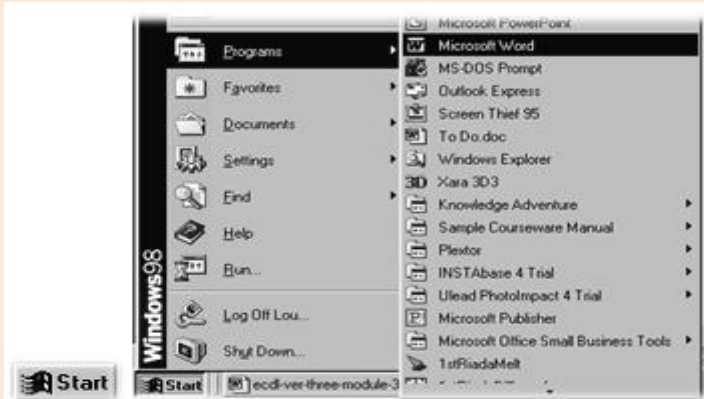 Programs
Favorites
Documents
Settings
Find
Help
Run...
Log Off Lou...
Shut Down...
Windows98
Start
Start
ecdl-ver-three-module-3
Microsoft PowerPoint
Microsoft Word
MS-DOS Prompt
Outlook Express
Screen Thief 95
To Do.doc
Windows Explorer
Xara 3D3
Knowledge Adventure
Sample Courseware Manual
Plextor
INSTAbase 4 Trial
Ulead PhotoImpact 4 Trial
Microsoft Publisher
Microsoft Office Small Business Tools
1stRiadaMelt